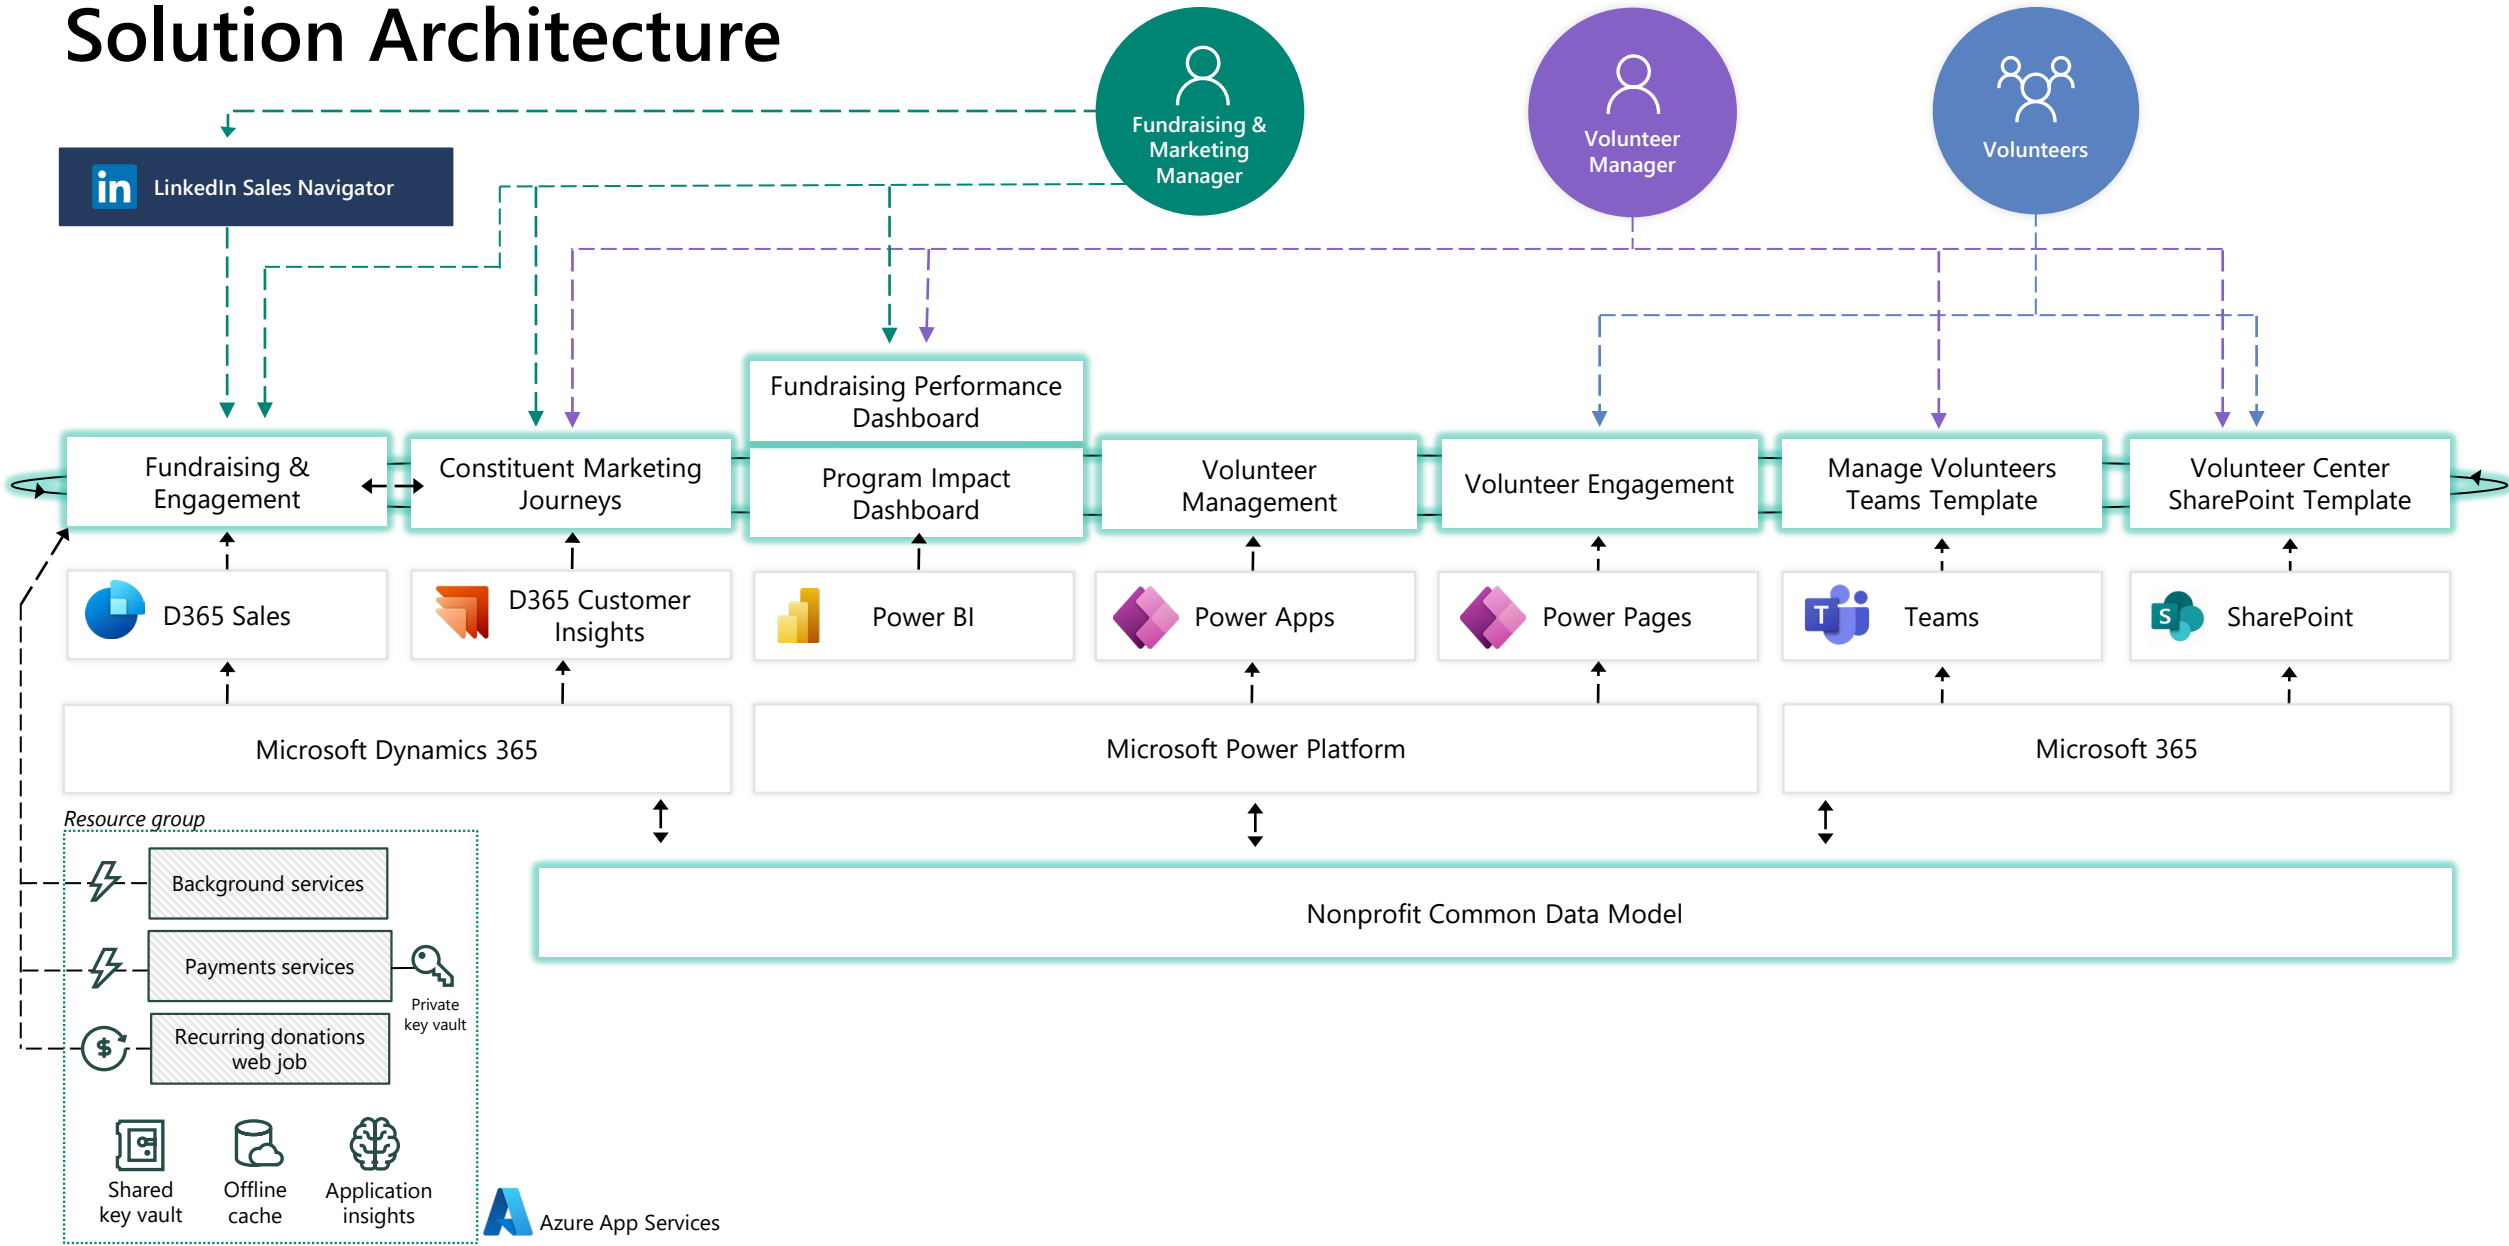 Solution Architecture
Fundraising &
Marketing
Manager
Volunteer
Manager
Volunteers
in
LinkedIn Sales Navigator
Fundraising Performance
Dashboard
Fundraising &
Engagement
Constituent Marketing
Journeys
Program Impact
Dashboard
Volunteer
Management
Volunteer Engagement
Manage Volunteers
Teams Template
Volunteer Center
SharePoint Template
D365 Sales
D365 Customer
Insights
Power BI
Power Apps
Power Pages
T
Teams
S
SharePoint
Microsoft Dynamics 365
Microsoft Power Platform
Microsoft 365
Resource group
Background services
Payments services
Private
key vault
$
Recurring donations
web job
Nonprofit Common Data Model
Shared
key vault
Offline
cache
Application
insights
Azure App Services